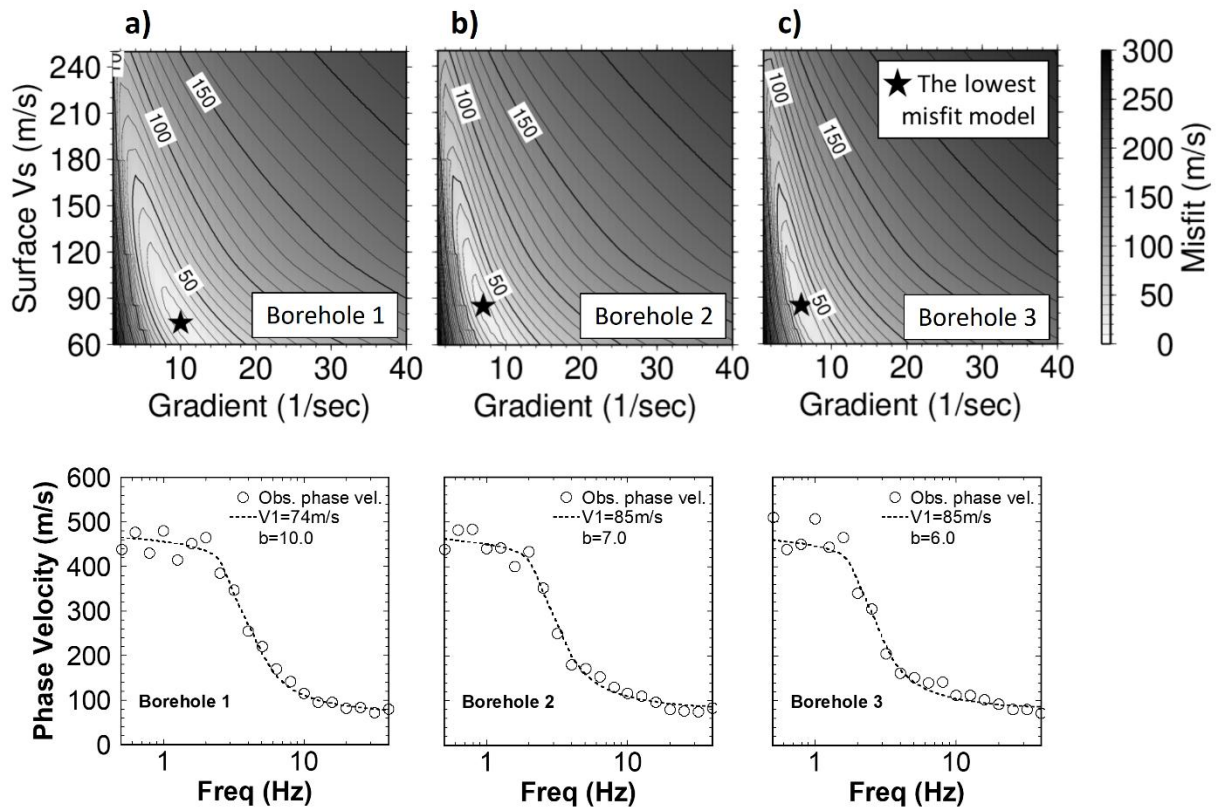 a)
b)
c)
Surface Vs (m/s)
240
210
180
150
120
90
60
100
150
50
Borehole 1
10 20 30 40
Gradient (1/sec)
100
150
50
Borehole 2
10 20 30 40
Gradient (1/sec)
100
150
50
★ The lowest
misfit model
Borehole 3
10 20 30 40
Gradient (1/sec)
300
250
200
150
100
50
0
Misfit (m/s)
Phase Velocity (m/s)
600
500
400
300
200
100
0
Obs. phase vel.
V1=74m/s
b=10.0
Borehole 1
1 10
Freq (Hz)
Obs. phase vel.
V1=85m/s
b=7.0
Borehole 2
1 10
Freq (Hz)
Obs. phase vel.
V1=85m/s
b=6.0
Borehole 3
1 10
Freq (Hz)